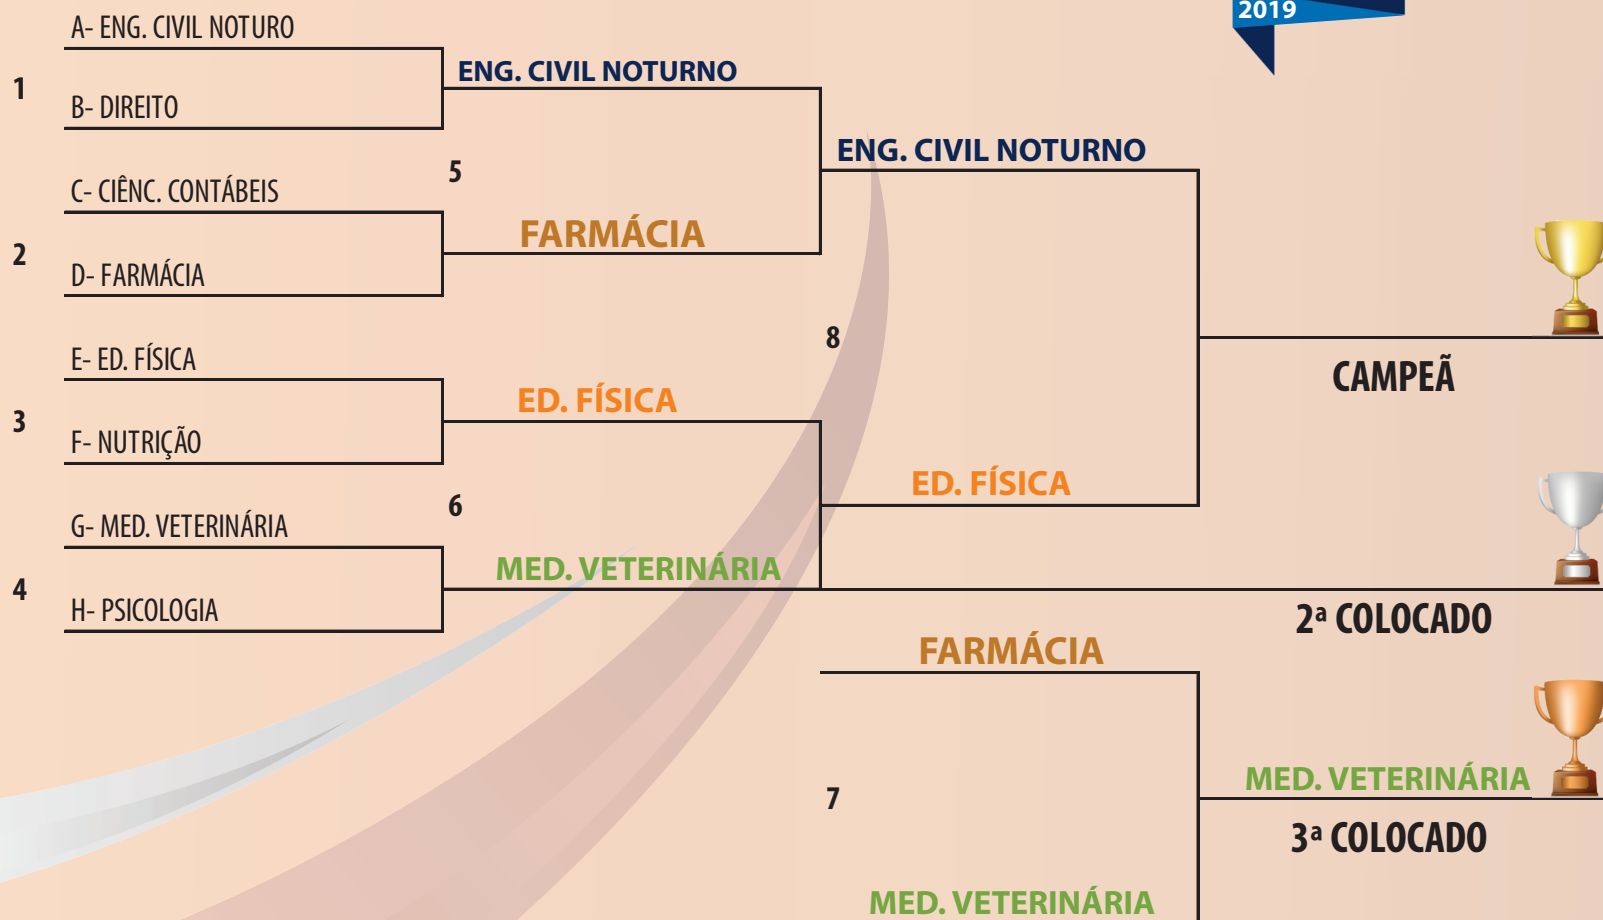 2019
A- ENG. CIVIL NOTURO
1
ENG. CIVIL NOTURNO
B- DIREITO
ENG. CIVIL NOTURNO
5
C- CIÊNC. CONTÁBEIS
2
FARMÁCIA
D- FARMÁCIA
8
E- ED. FÍSICA
CAMPEÃ
3
ED. FÍSICA
F- NUTRIÇÃO
ED. FÍSICA
6
G- MED. VETERINÁRIA
4
MED. VETERINÁRIA
H- PSICOLOGIA
2ª COLOCADO
FARMÁCIA
7
MED. VETERINÁRIA
3ª COLOCADO
MED. VETERINÁRIA